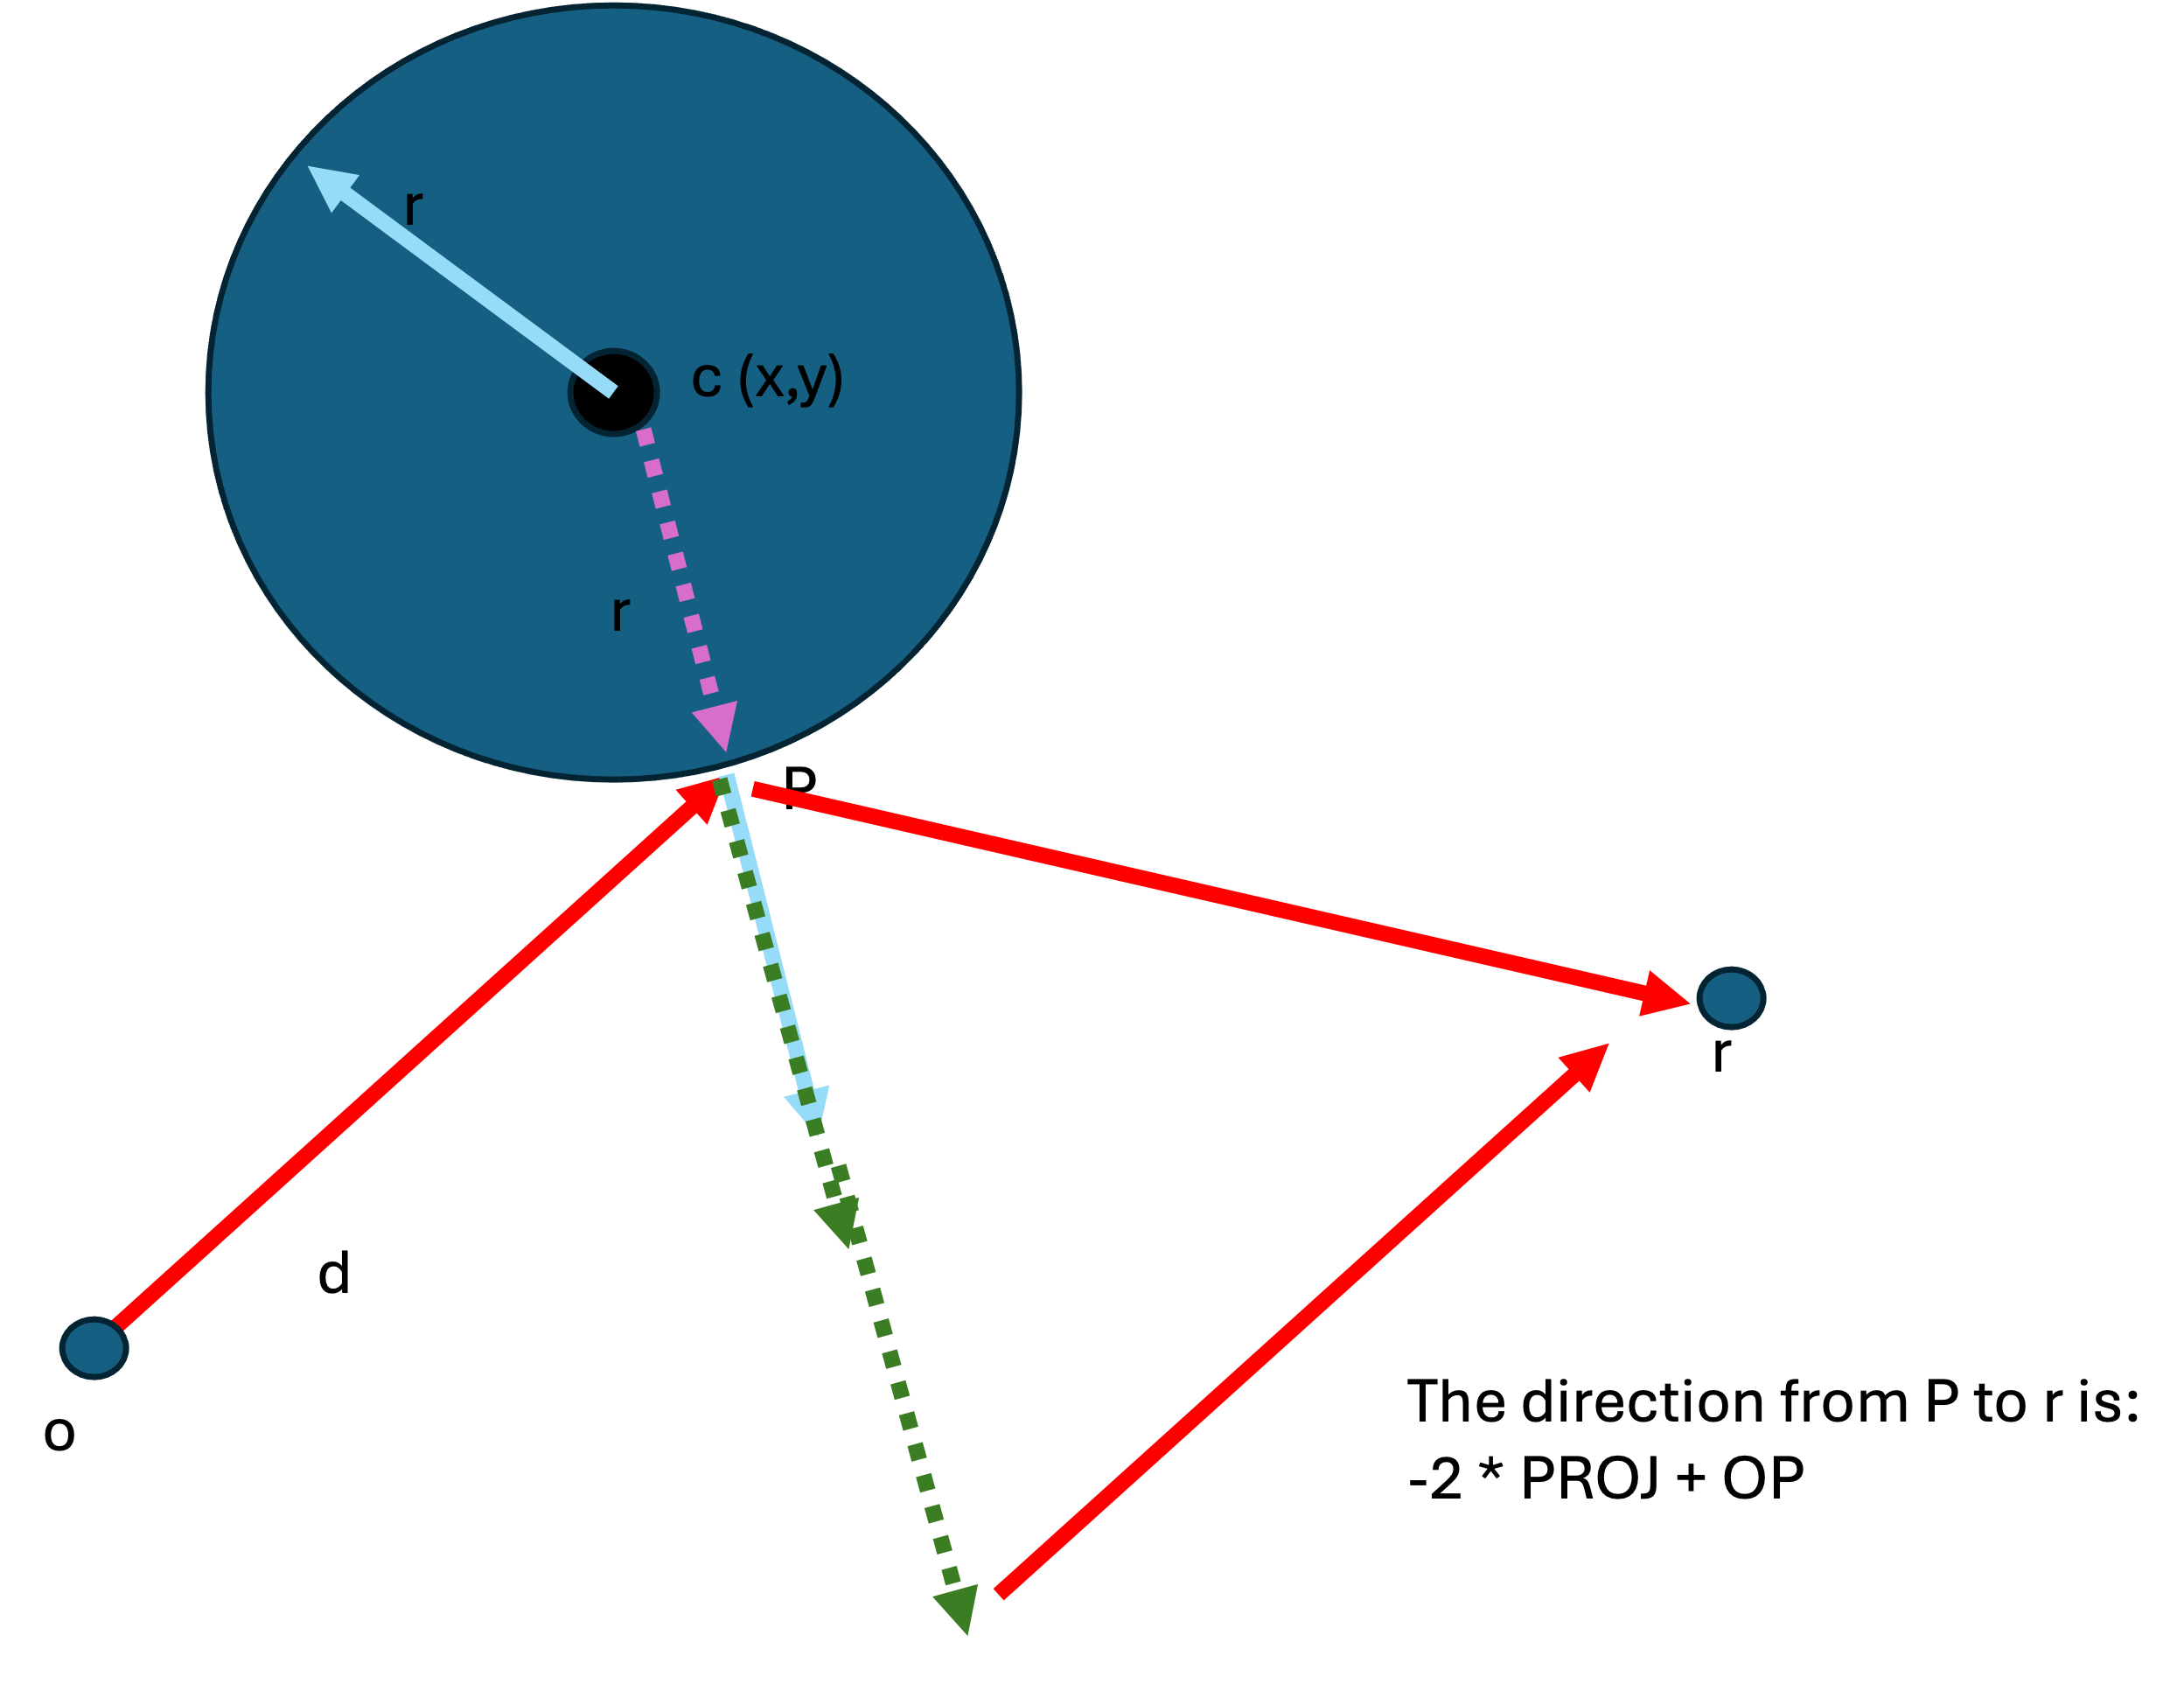 r
c (x,y)
r
P
r
d
o
The direction from P to r is:
-2 * PROJ + OP